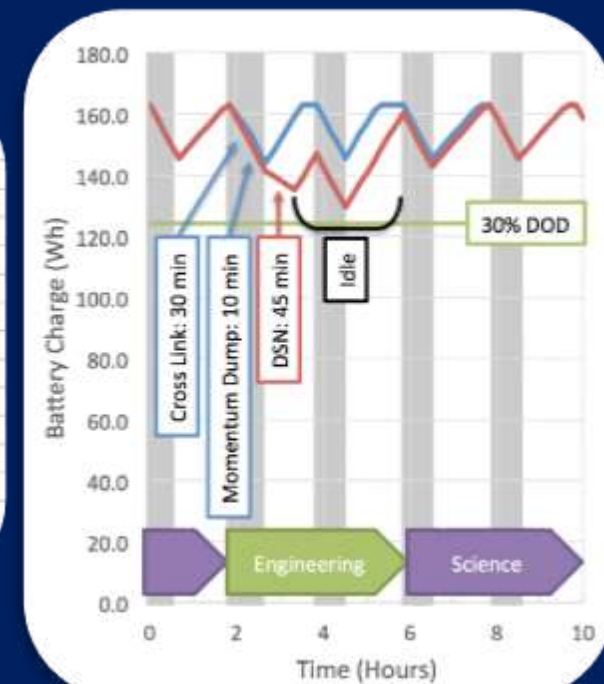 180.0
160.0
140.0
120.0
100.0
80.0
60.0
40.0
20.0
0.0
Battery Charge (Wh)
30% DOD
Cross Link: 30 min
Momentum Dump: 10 min
DSN: 45 min
Idle
Engineering
Science
0 2 4 6 8 10
Time (Hours)